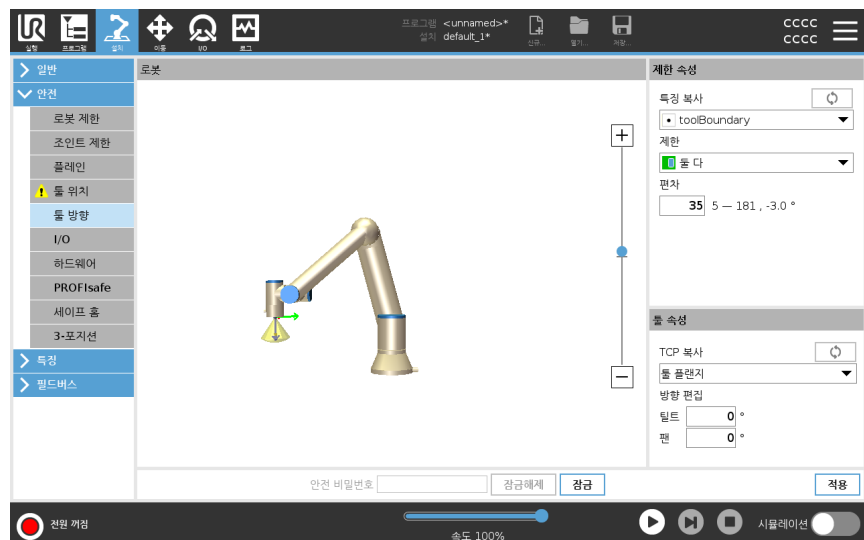 UR
실행
프로그램
설치
이동
I/O
로그
프로그램 <unnamed>*
설치 default_1*
신규...
열기...
저장...
cccc
cccc
일반
안전
로봇 제한
조인트 제한
플레인
툴 위치
툴 방향
I/O
하드웨어
PROFIsafe
세이프 홈
3-포지션
특징
필드버스
로봇
제한 속성
특징 복사
toolBoundary
제한
둘 다
편차
35 5 — 181 , -3.0 °
툴 속성
TCP 복사
툴 플랜지
방향 편집
틸트 0 °
팬 0 °
안전 비밀번호
잠금해제
잠금
적용
전원 꺼짐
속도 100%
시뮬레이션